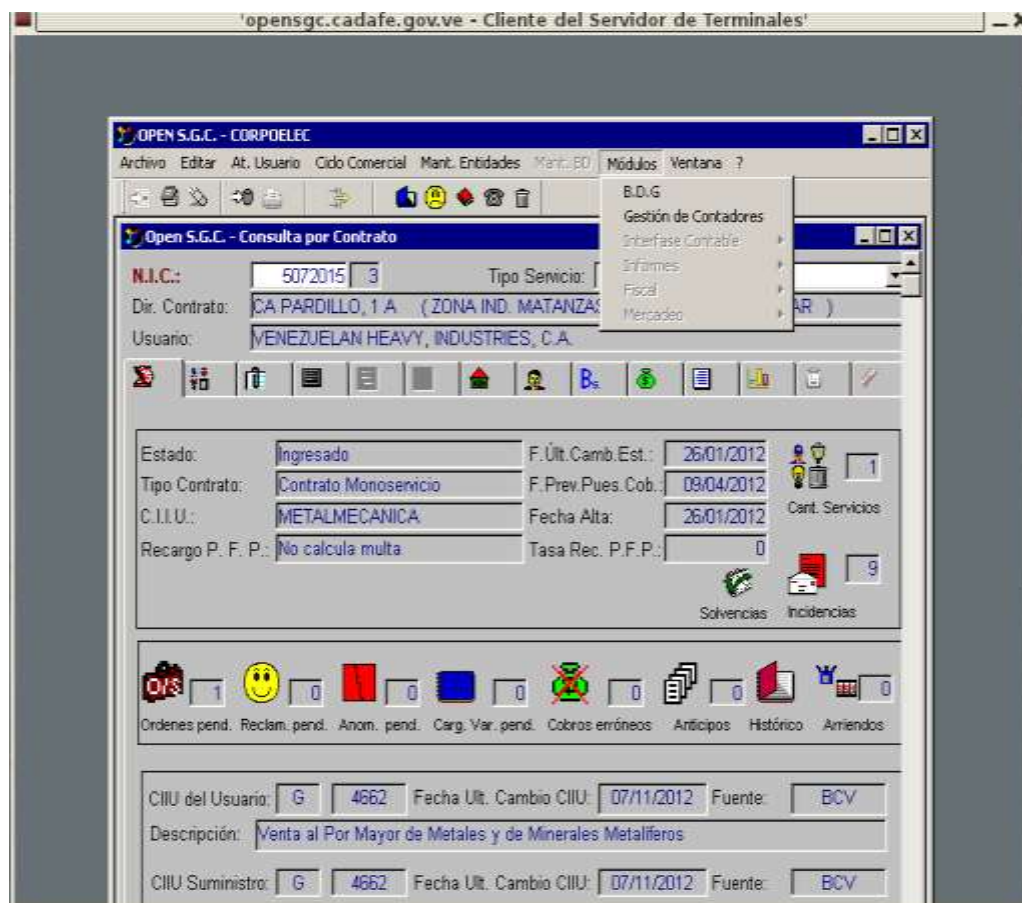 'opensgc.cadafe.gov.ve - Cliente del Servidor de Terminales'
OPEN S.G.C. - CORPOELEC
Archivo Editar At. Usuario Ciclo Comercial Mant. Entidades Mant. BD Módulos Ventana ?
B.D.G
Gestión de Contadores
Interfase Contable
Informes
Fiscal
Mercadeo
Open S.G.C. - Consulta por Contrato
N.I.C.: 5072015 3 Tipo Servicio:
Dir. Contrato: CA PARDILLO, 1 A ( ZONA IND. MATANZAS AR )
Usuario: VENEZUELAN HEAVY, INDUSTRIES, C.A.
Bs
Estado: Ingresado F.Últ.Camb.Est.: 26/01/2012
1
Tipo Contrato: Contrato Monoservicio F.Prev.Pues.Cob.: 09/04/2012
Cant. Servicios
C.I.I.U.: METALMECANICA Fecha Alta: 26/01/2012
Recargo P. F. P.: No calcula multa Tasa Rec. P.F.P.: 0
9
Solvencias Incidencias
O/S 1 0 0 0 0 0 0
Ordenes pend. Reclam. pend. Anom. pend. Carg. Var. pend. Cobros erróneos Anticipos Histórico Arriendos
CIIU del Usuario: G 4662 Fecha Ult. Cambio CIIU: 07/11/2012 Fuente: BCV
Descripción: Venta al Por Mayor de Metales y de Minerales Metalíferos
CIIU Suministro: G 4662 Fecha Ult. Cambio CIIU: 07/11/2012 Fuente: BCV